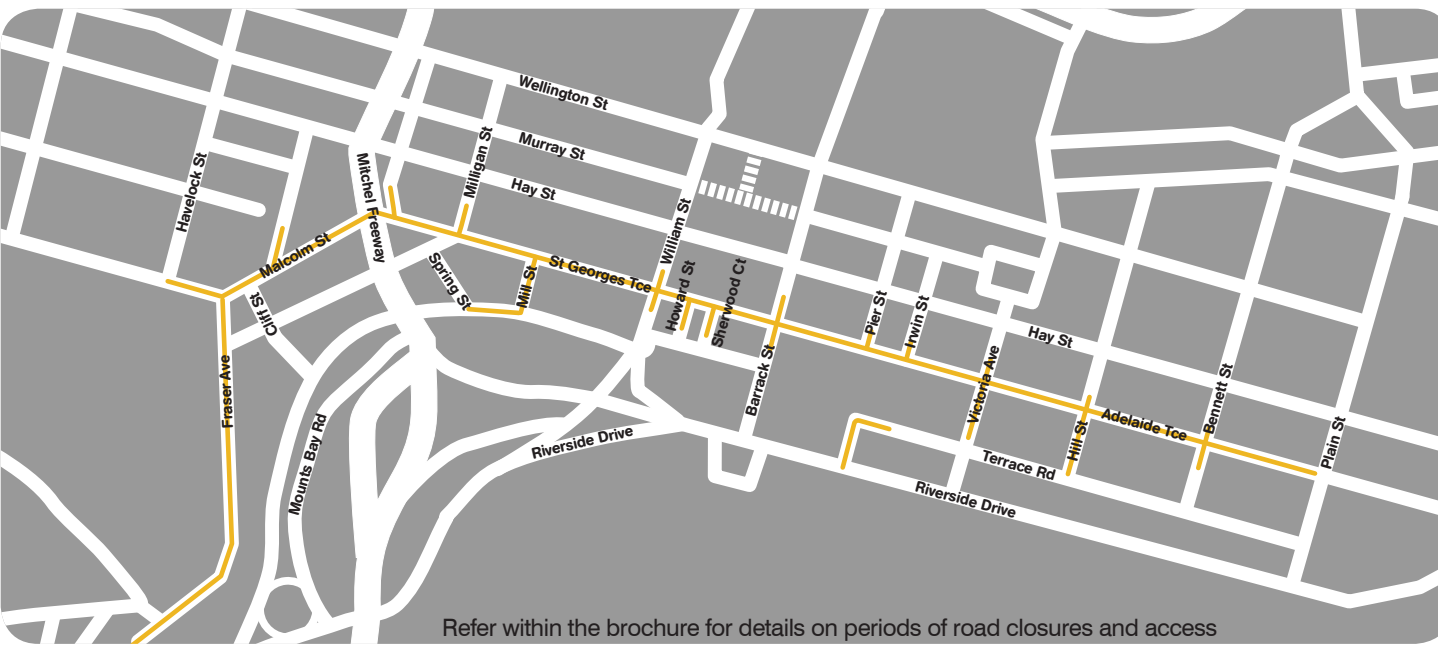 Wellington St
Murray St
Milligan St
Hay St
Havelock St
Mitchel Freeway
William St
Malcolm St
St Georges Tce
Spring St
Mill St
Howard St
Sherwood Ct
Clift St
Pier St
Irwin St
Hay St
Fraser Ave
Barrack St
Victoria Ave
Bennett St
Adelaide Tce
Hill St
Plain St
Mounts Bay Rd
Riverside Drive
Terrace Rd
Riverside Drive
Refer within the brochure for details on periods of road closures and access